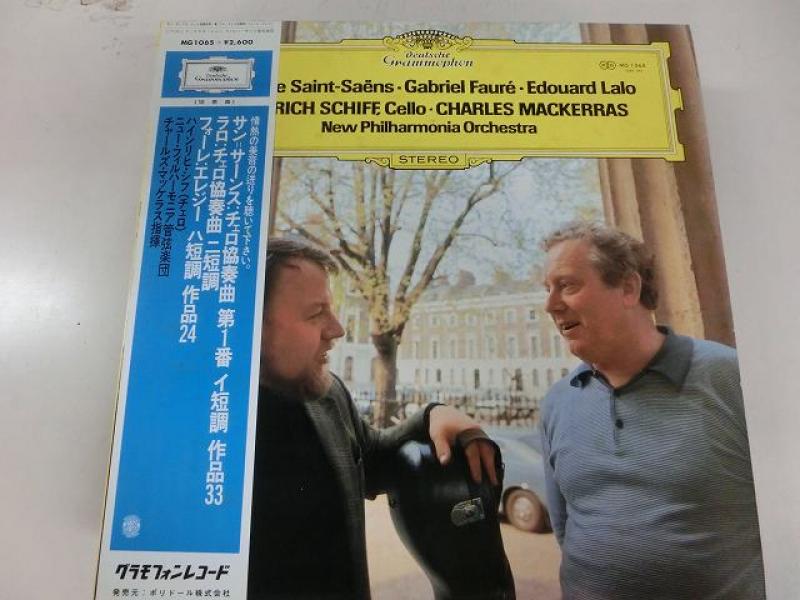 MG1065 ¥2,600
情熱の美音の迸りを聴いて下さい。
サン=サーンス:チェロ協奏曲 第1番 イ短調 作品33
ラロ:チェロ協奏曲 ニ短調
フォーレ:エレジー ハ短調 作品24
ハインリヒ・シフ(チェロ)
ニュー・フィルハーモニア管弦楽団
チャールズ・マッケラス指揮
グラモフォンレコード
発売元:ポリドール株式会社
Deutsche
Grammophon
MG 1065
e Saint-Saëns · Gabriel Fauré · Edouard Lalo
RICH SCHIFF, Cello · CHARLES MACKERRAS
New Philharmonia Orchestra
STEREO